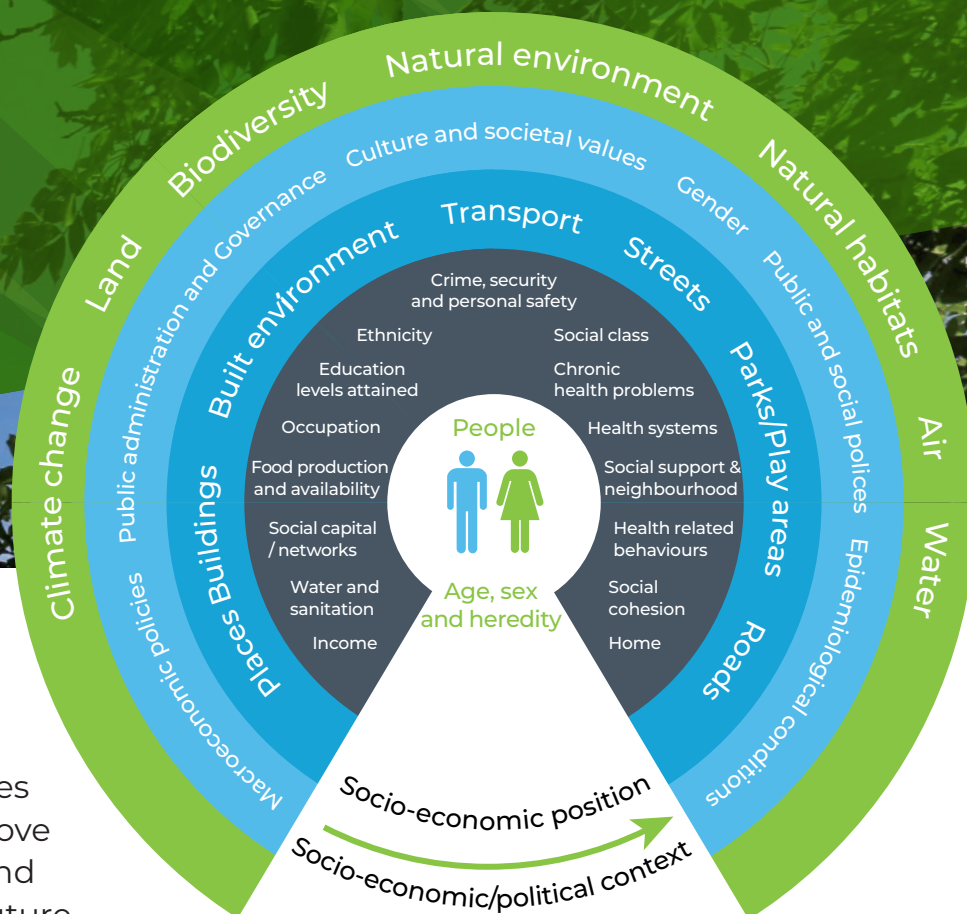 Natural environment
Biodiversity
Land
Climate change
Natural habitats
Air
Water
Culture and societal values
Public administration and Governance
Macroeconomic policies
Gender
Public and social polices
Epidemiological conditions
Transport
Built environment
Places Buildings
Streets
Parks/Play areas
Roads
Crime, security
and personal safety
Ethnicity
Social class
Education
levels attained
Chronic
health problems
Occupation
Health systems
Food production
and availability
Social support &
neighbourhood
Social capital
/ networks
Health related
behaviours
Water and
sanitation
Social
cohesion
Income
Home
People
Age, sex
and heredity
Socio-economic position
Socio-economic/political context
es
ove
nd